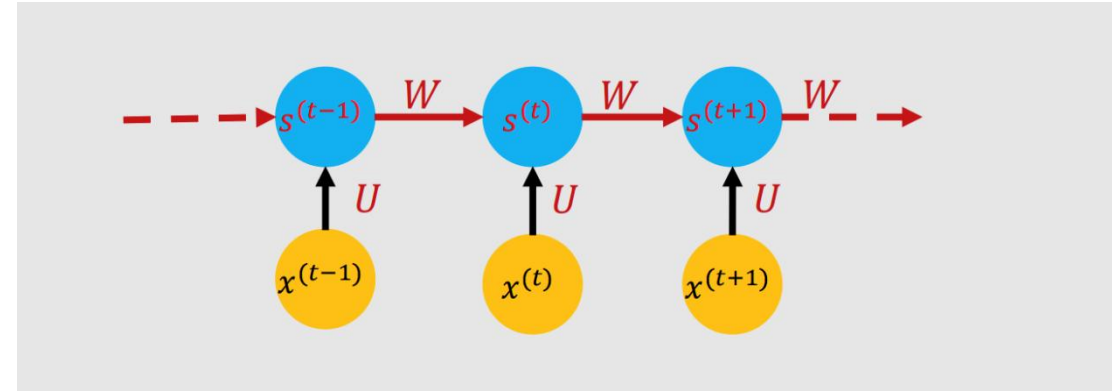 W W W
s^(t−1) s^(t) s^(t+1)
U U U
x^(t−1) x^(t) x^(t+1)